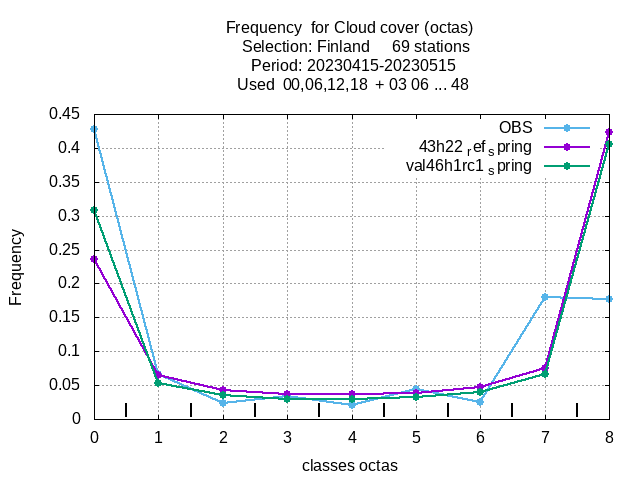 Frequency for Cloud cover (octas)
Selection: Finland 69 stations
Period: 20230415-20230515
Used 00,06,12,18 + 03 06 ... 48
0.45
OBS
43h22 ref spring
val46h1rc1 spring
0.4
0.35
0.3
0.25
0.2
0.15
0.1
0.05
0
Frequency
0 1 2 3 4 5 6 7 8
classes octas